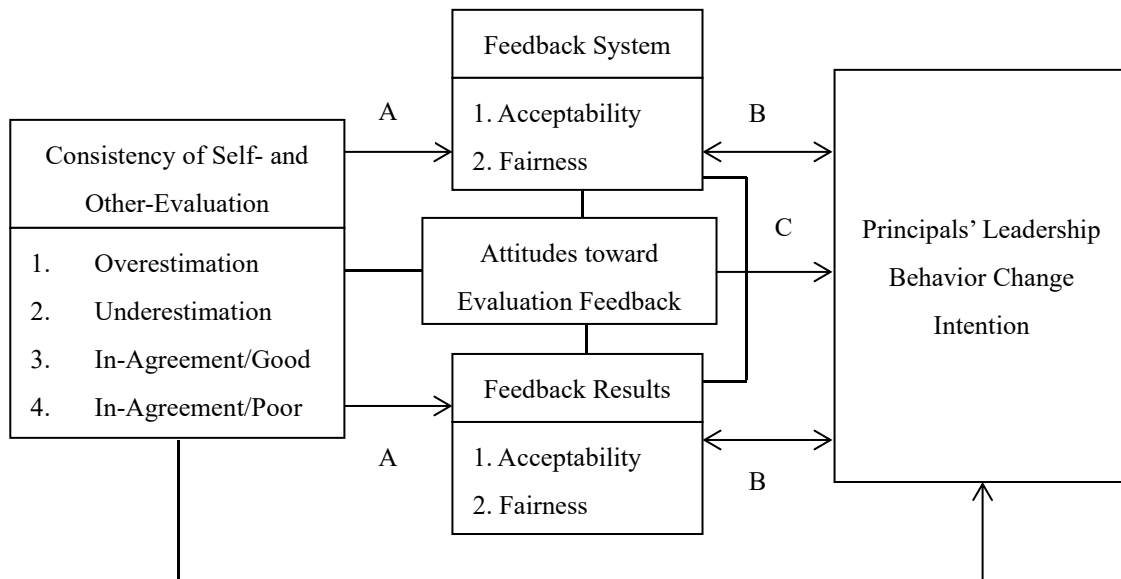 Feedback System
1. Acceptability
2. Fairness
A
B
Consistency of Self- and
Other-Evaluation
1. Overestimation
2. Underestimation
3. In-Agreement/Good
4. In-Agreement/Poor
Attitudes toward
Evaluation Feedback
C
Principals’ Leadership
Behavior Change
Intention
Feedback Results
1. Acceptability
2. Fairness
A
B